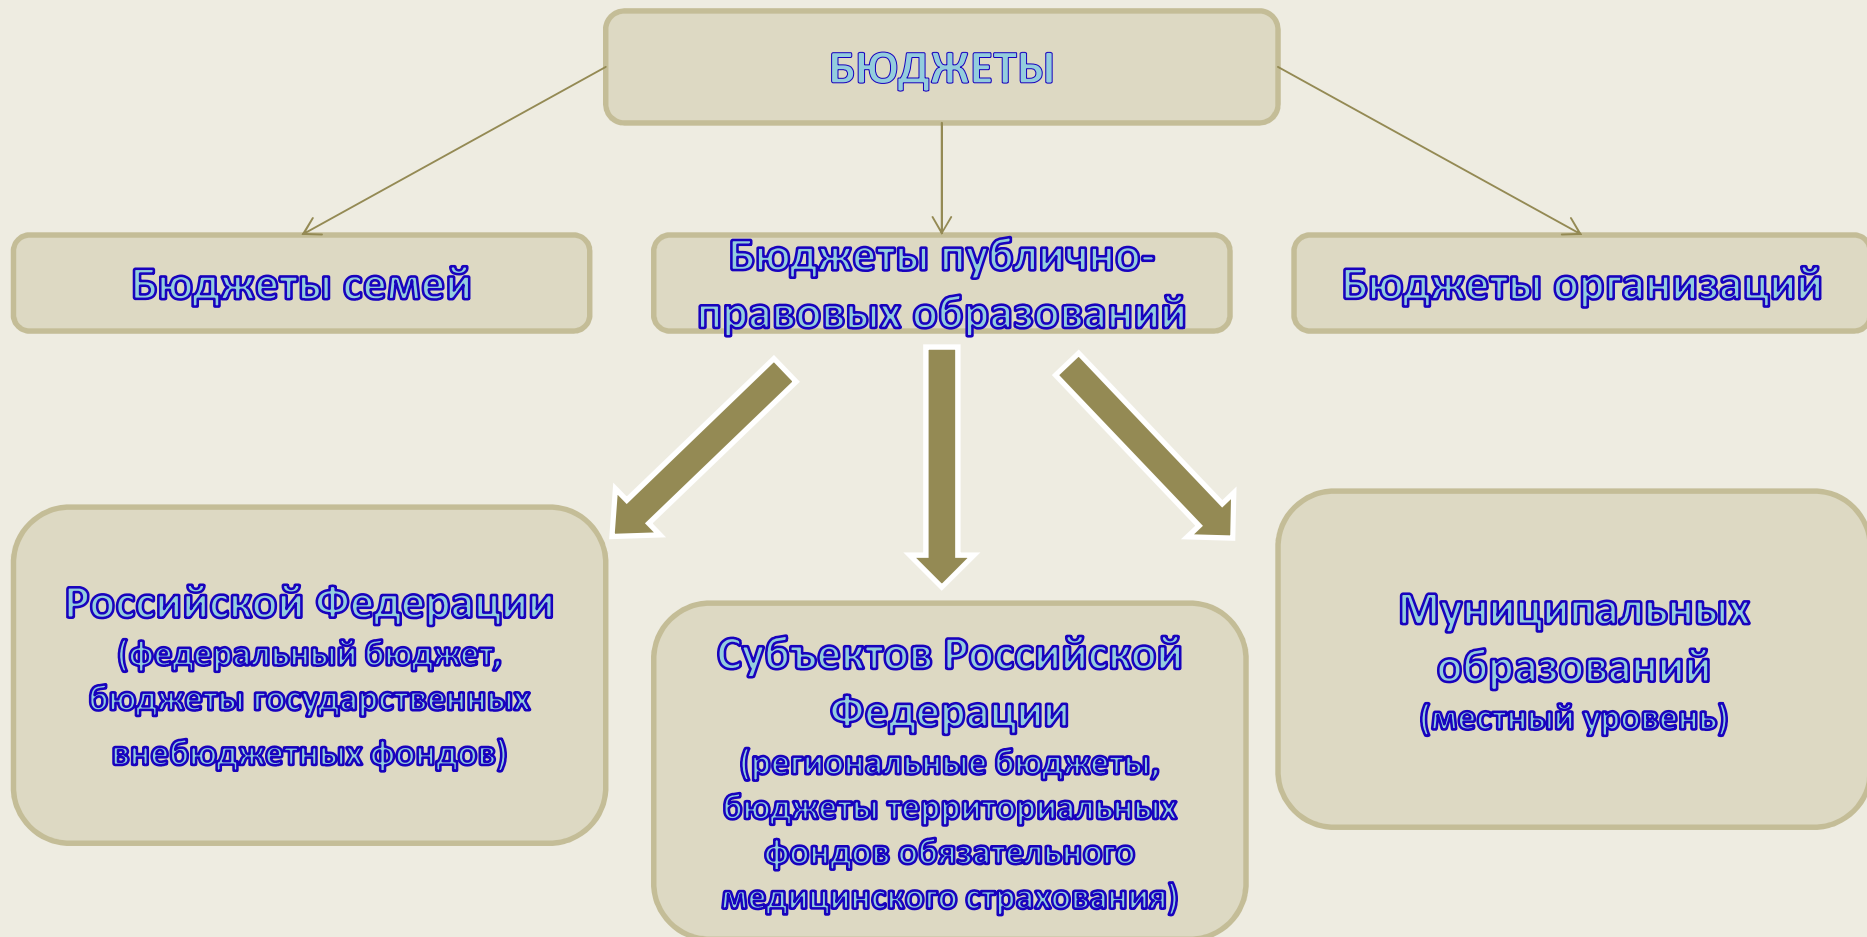 БЮДЖЕТЫ
Бюджеты семей
Бюджеты публично-
правовых образований
Бюджеты организаций
Российской Федерации
(федеральный бюджет,
бюджеты государственных
внебюджетных фондов)
Субъектов Российской
Федерации
(региональные бюджеты,
бюджеты территориальных
фондов обязательного
медицинского страхования)
Муниципальных
образований
(местный уровень)